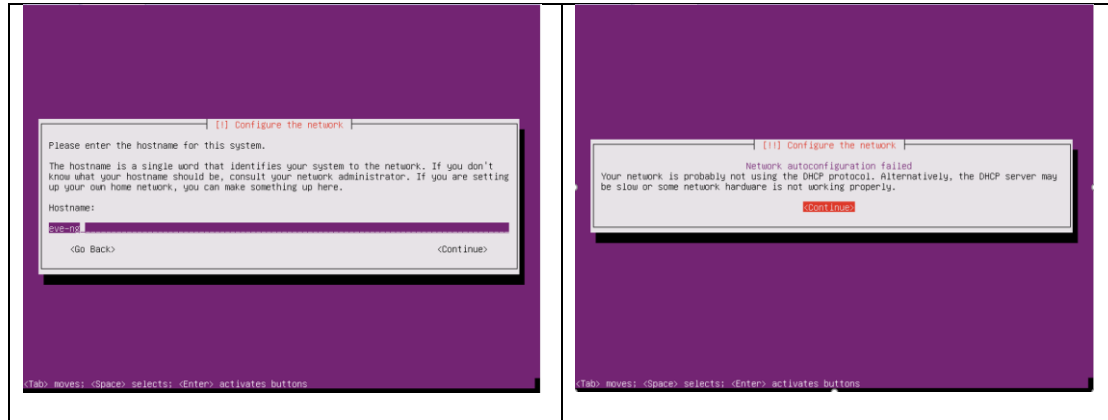 [!] Configure the network
Please enter the hostname for this system.
The hostname is a single word that identifies your system to the network. If you don't
know what your hostname should be, consult your network administrator. If you are setting
up your own home network, you can make something up here.
Hostname:
eve-ng
<Go Back> <Continue>
<Tab> moves; <Space> selects; <Enter> activates buttons
[!!] Configure the network
Network autoconfiguration failed
Your network is probably not using the DHCP protocol. Alternatively, the DHCP server may
be slow or some network hardware is not working properly.
<Continue>
<Tab> moves; <Space> selects; <Enter> activates buttons